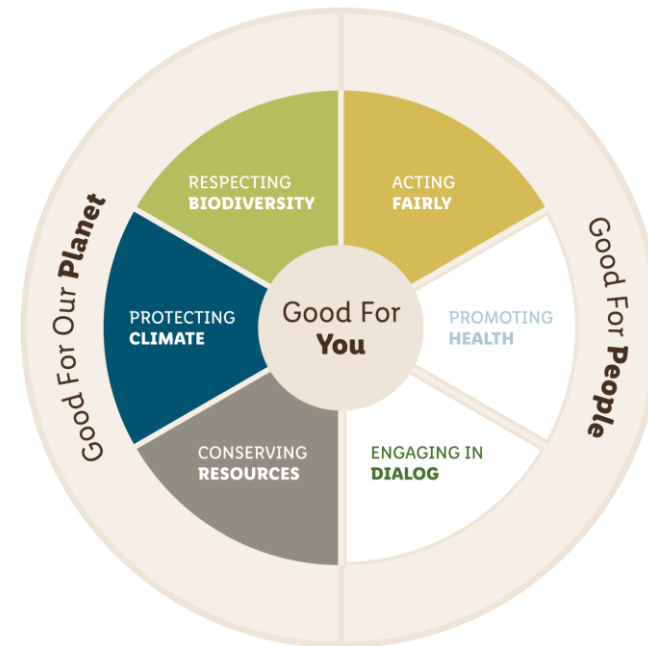 Good For Our Planet
RESPECTING
BIODIVERSITY
ACTING
FAIRLY
PROTECTING
CLIMATE
Good For
You
PROMOTING
HEALTH
CONSERVING
RESOURCES
ENGAGING IN
DIALOG
Good For People